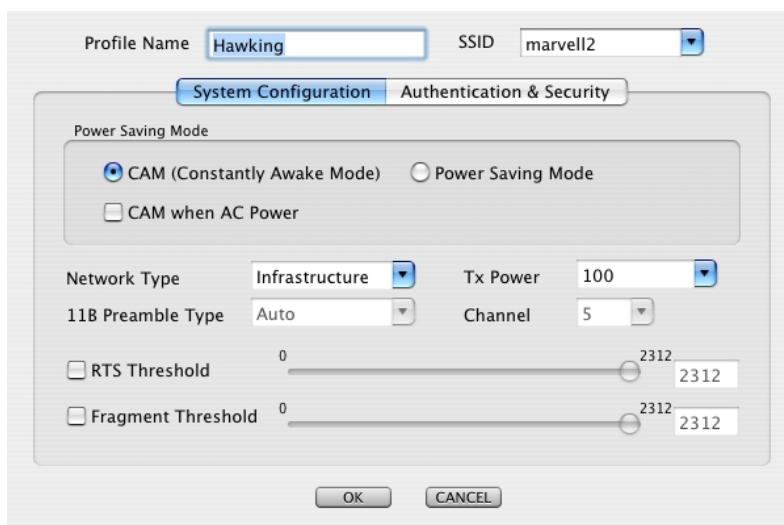 Profile Name Hawking SSID marvell2
System Configuration Authentication & Security
Power Saving Mode
CAM (Constantly Awake Mode) Power Saving Mode
CAM when AC Power
Network Type Infrastructure Tx Power 100
11B Preamble Type Auto Channel 5
RTS Threshold 0 2312 2312
Fragment Threshold 0 2312 2312
OK CANCEL